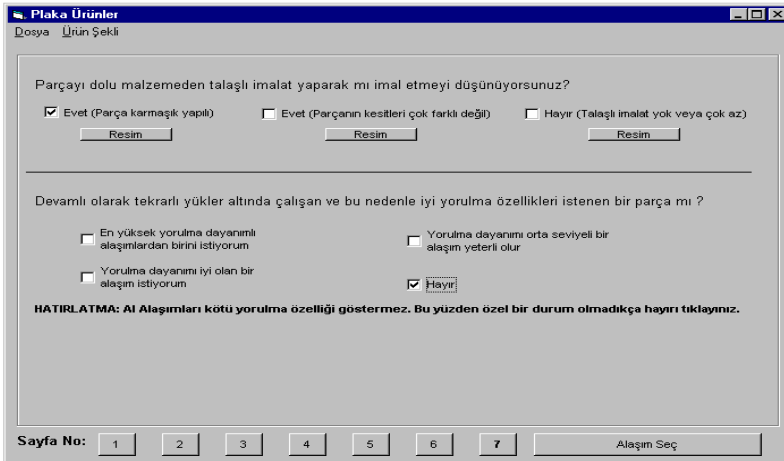 Plaka Ürünler
Dosya Ürün Şekli
Parçayı dolu malzemeden talaşlı imalat yaparak mı imal etmeyi düşünüyorsunuz?
Evet (Parça karmaşık yapılı) Evet (Parçanın kesitleri çok farklı değil) Hayır (Talaşlı imalat yok veya çok az)
Resim Resim Resim
Devamlı olarak tekrarlı yükler altında çalışan ve bu nedenle iyi yorulma özellikleri istenen bir parça mı ?
En yüksek yorulma dayanımlı
alaşımlardan birini istiyorum
Yorulma dayanımı orta seviyeli bir
alaşım yeterli olur
Yorulma dayanımı iyi olan bir
alaşım istiyorum
Hayır
HATIRLATMA: Al Alaşımları kötü yorulma özelliği göstermez. Bu yüzden özel bir durum olmadıkça hayırı tıklayınız.
Sayfa No: 1 2 3 4 5 6 7 Alaşım Seç